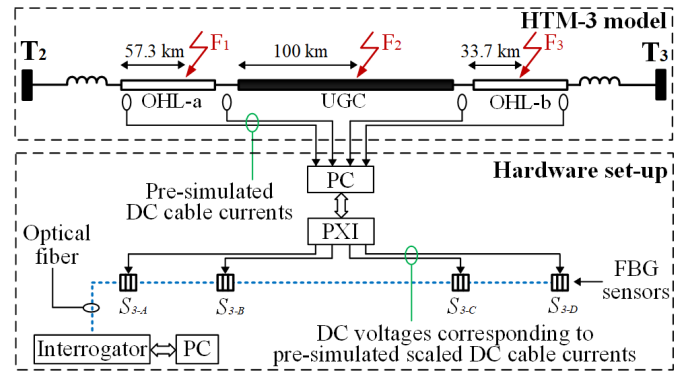 HTM-3 model
T2
T3
57.3 km
F1
100 km
F2
33.7 km
F3
OHL-a
UGC
OHL-b
PC
Hardware set-up
Pre-simulated
DC cable currents
PXI
Optical
fiber
FBG
sensors
S3-A
S3-B
S3-C
S3-D
Interrogator
PC
DC voltages corresponding to
pre-simulated scaled DC cable currents